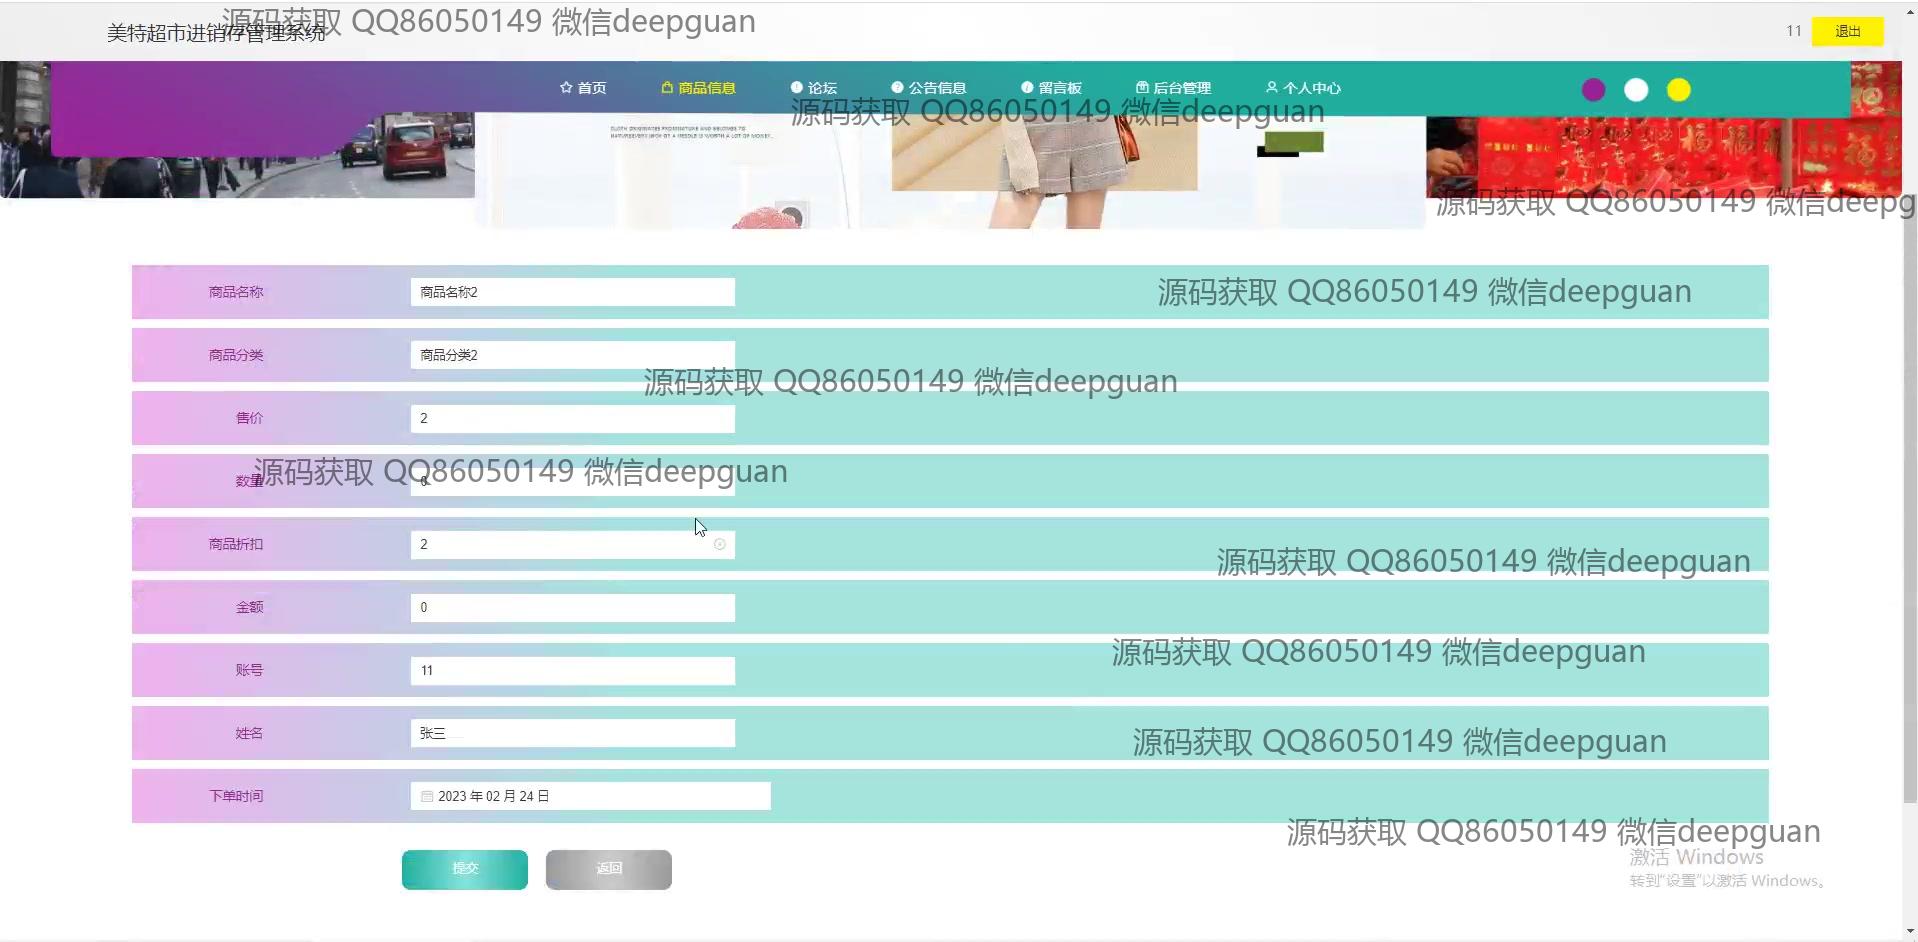 源码获取 QQ86050149 微信deepguan
美特超市进销存管理系统
11
退出
首页
商品信息
论坛
公告信息
留言板
后台管理
个人中心
源码获取 QQ86050149 微信deepguan
源码获取 QQ86050149 微信deepg
商品名称
商品名称2
源码获取 QQ86050149 微信deepguan
商品分类
商品分类2
源码获取 QQ86050149 微信deepguan
售价
2
源码获取 QQ86050149 微信deepguan
数量
商品折扣
2
源码获取 QQ86050149 微信deepguan
金额
0
源码获取 QQ86050149 微信deepguan
账号
11
姓名
张三
源码获取 QQ86050149 微信deepguan
下单时间
2023 年 02 月 24 日
源码获取 QQ86050149 微信deepguan
提交
返回
激活 Windows
转到"设置"以激活 Windows。